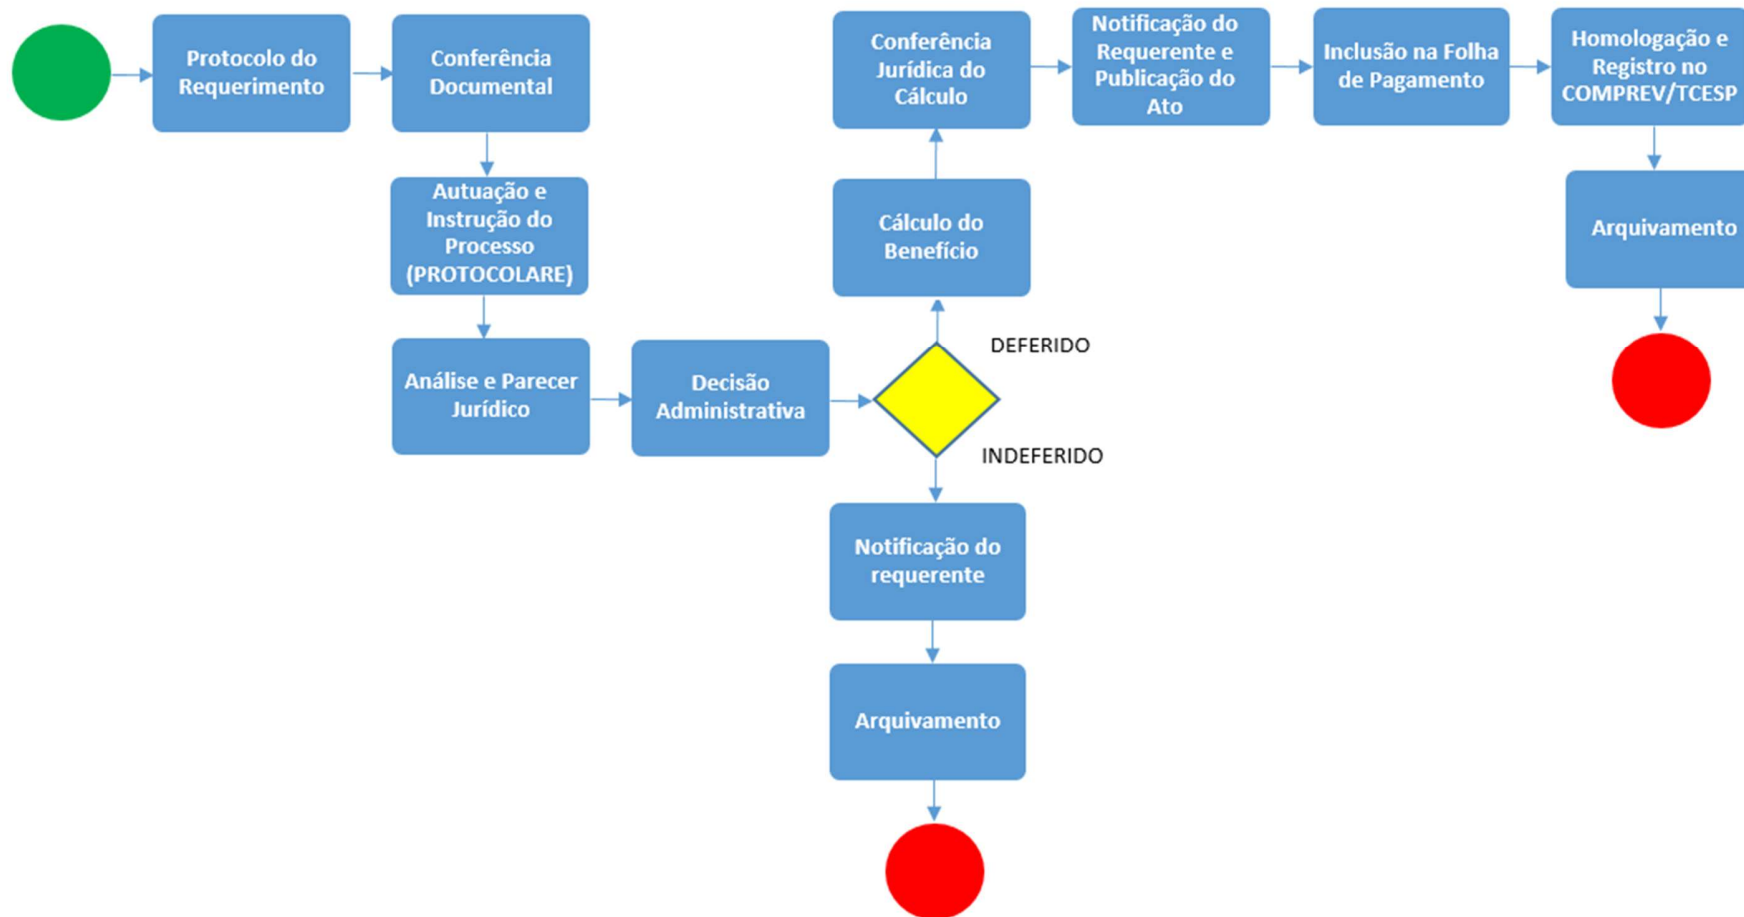 Protocolo do
Requerimento
Conferência
Documental
Autuação e
Instrução do
Processo
(PROTOCOLARE)
Análise e Parecer
Jurídico
Decisão
Administrativa
DEFERIDO
INDEFERIDO
Cálculo do
Benefício
Conferência
Jurídica do
Cálculo
Notificação do
Requerente e
Publicação do
Ato
Inclusão na Folha
de Pagamento
Homologação e
Registro no
COMPREV/TCESP
Arquivamento
Notificação do
requerente
Arquivamento